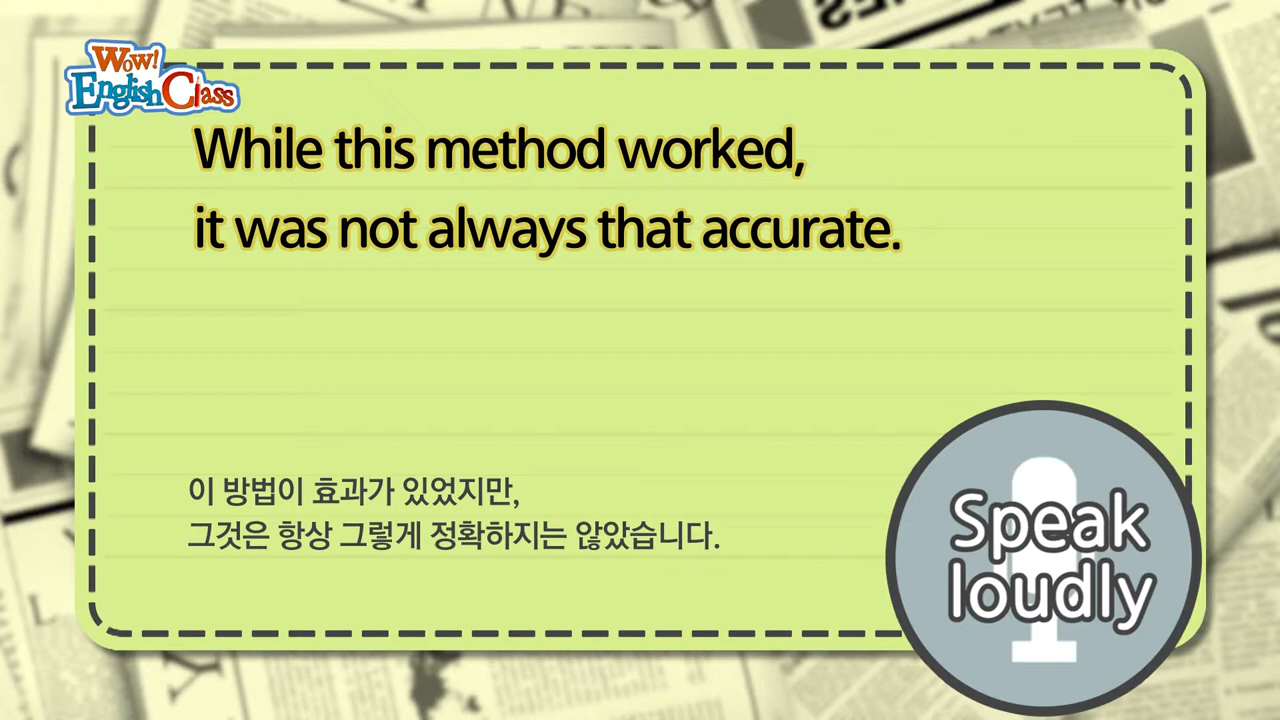 Wow!
English Class
While this method worked,
it was not always that accurate.
이 방법이 효과가 있었지만,
그것은 항상 그렇게 정확하지는 않았습니다.
Speak
loudly